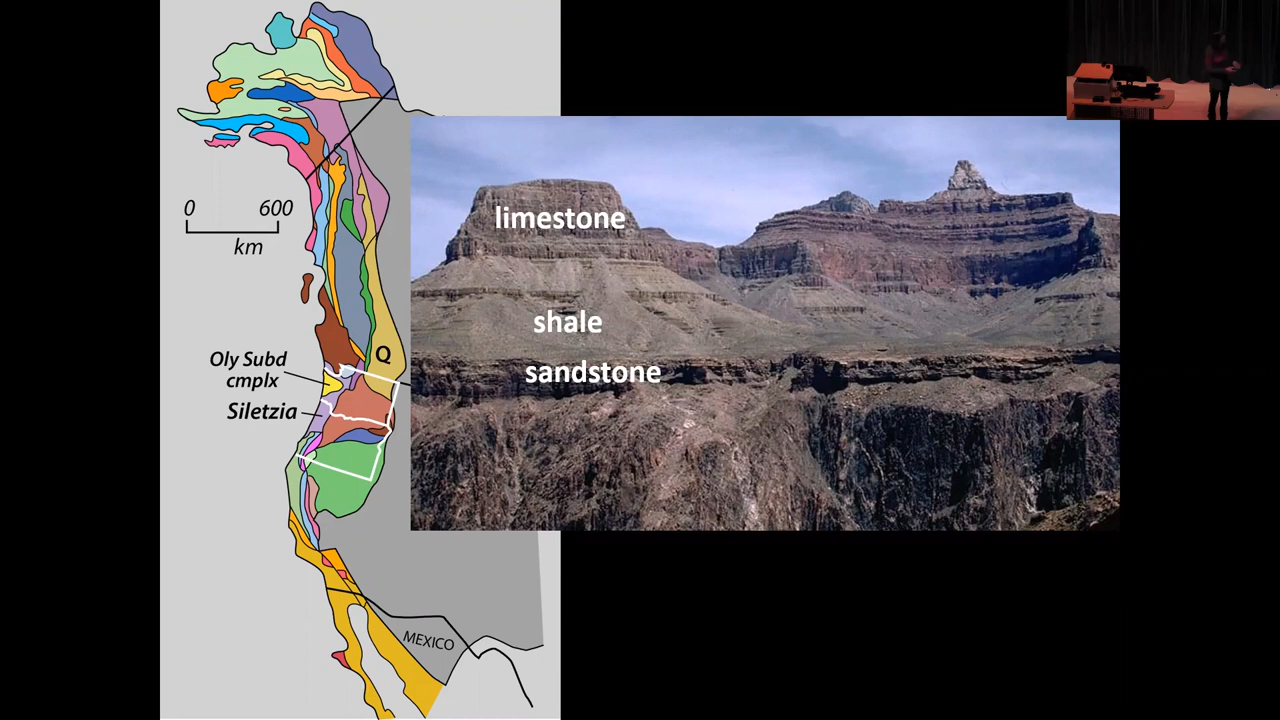 0 600
km
Q
Oly Subd
cmplx
Siletzia
MEXICO
limestone
shale
sandstone